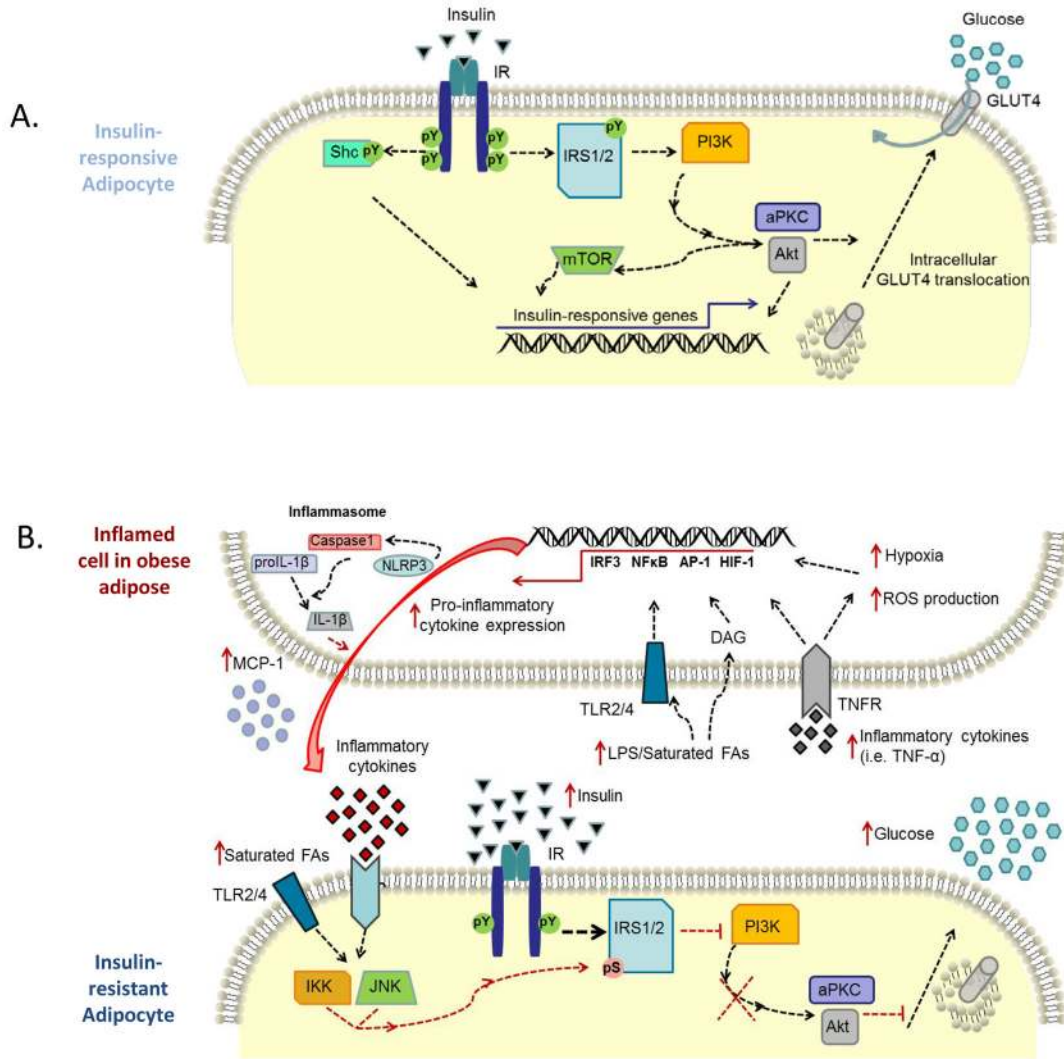 Insulin
Glucose
IR
GLUT4
A.
Insulin-
responsive
Adipocyte
Shc
pY
pY
pY
pY
pY
pY
IRS1/2
PI3K
aPKC
Akt
mTOR
Intracellular
GLUT4 translocation
Insulin-responsive genes
B.
Inflamed
cell in obese
adipose
Inflammasome
Caspase1
proIL-1β
NLRP3
IL-1β
IRF3 NFκB AP-1 HIF-1
Hypoxia
ROS production
Pro-inflammatory
cytokine expression
MCP-1
DAG
TLR2/4
TNFR
LPS/Saturated FAs
Inflammatory cytokines
(i.e. TNF-α)
Inflammatory
cytokines
Insulin
Glucose
Saturated FAs
IR
TLR2/4
pY
pY
IRS1/2
PI3K
pS
Insulin-
resistant
Adipocyte
IKK
JNK
aPKC
Akt